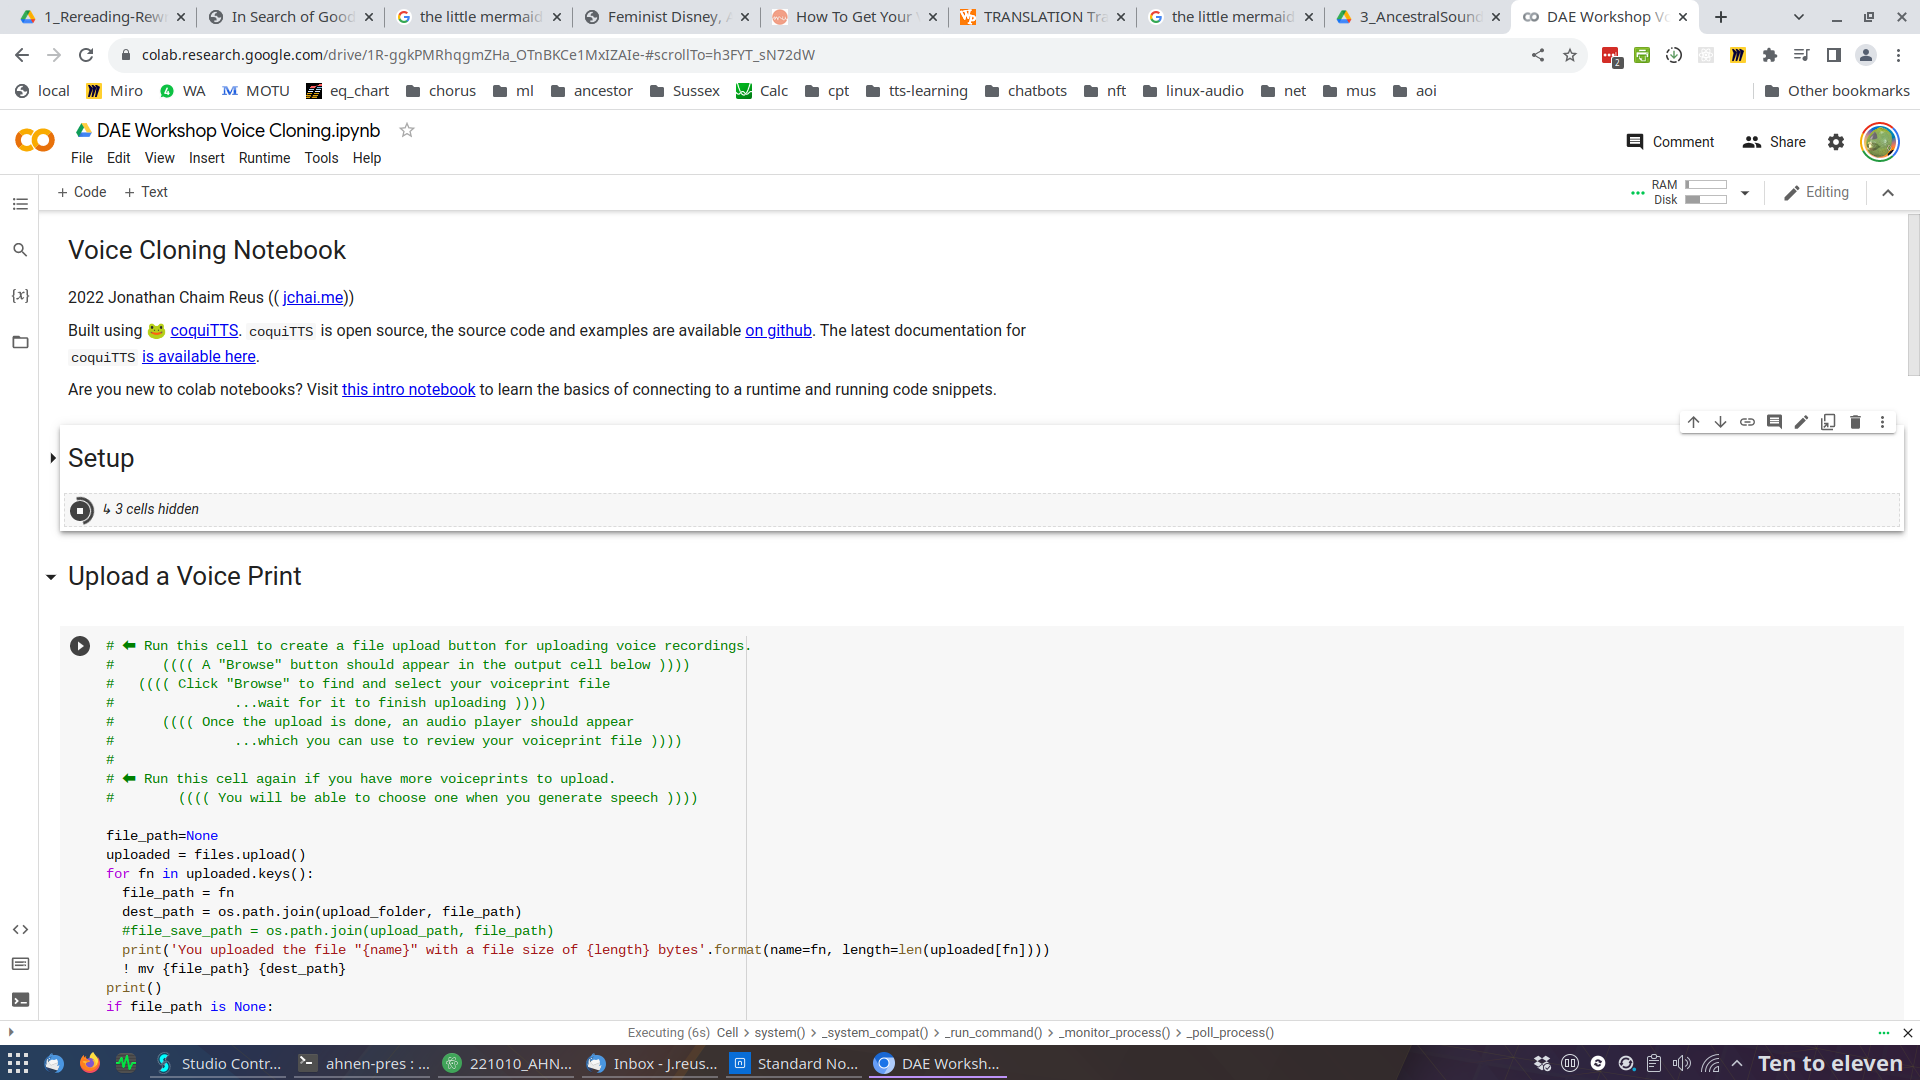 1_Rereading-Rew
In Search of Good
the little mermaid
Feminist Disney, A
How To Get Your V
TRANSLATION Tra
the little mermaid
3_AncestralSound
DAE Workshop Vo
colab.research.google.com/drive/1R-ggkPMRhqgmZHa_OTnBKCe1MxIZAIe-#scrollTo=h3FYT_sN72dW
2
local Miro WA MOTU eq_chart chorus ml ancestor Sussex Calc cpt tts-learning chatbots nft linux-audio net mus aoi Other bookmarks
DAE Workshop Voice Cloning.ipynb
File Edit View Insert Runtime Tools Help
Comment Share
+ Code + Text
RAM
Disk
Editing
Voice Cloning Notebook
2022 Jonathan Chaim Reus (( jchai.me))
Built using 🐸 coquiTTS. coquiTTS is open source, the source code and examples are available on github. The latest documentation for
coquiTTS is available here.
Are you new to colab notebooks? Visit this intro notebook to learn the basics of connecting to a runtime and running code snippets.
Setup
↳ 3 cells hidden
Upload a Voice Print
# ⬅ Run this cell to create a file upload button for uploading voice recordings.
#      (((( A "Browse" button should appear in the output cell below ))))
#   (((( Click "Browse" to find and select your voiceprint file
#               ...wait for it to finish uploading ))))
#      (((( Once the upload is done, an audio player should appear
#               ...which you can use to review your voiceprint file ))))
#
# ⬅ Run this cell again if you have more voiceprints to upload.
#        (((( You will be able to choose one when you generate speech ))))
file_path=None
uploaded = files.upload()
for fn in uploaded.keys():
  file_path = fn
  dest_path = os.path.join(upload_folder, file_path)
  #file_save_path = os.path.join(upload_path, file_path)
  print('You uploaded the file "{name}" with a file size of {length} bytes'.format(name=fn, length=len(uploaded[fn])))
  ! mv {file_path} {dest_path}
print()
if file_path is None:
Executing (6s) Cell > system() > _system_compat() > _run_command() > _monitor_process() > _poll_process()
Studio Contr...
ahnen-pres : ...
221010_AHN...
Inbox - J.reus...
Standard No...
DAE Worksh...
Ten to eleven